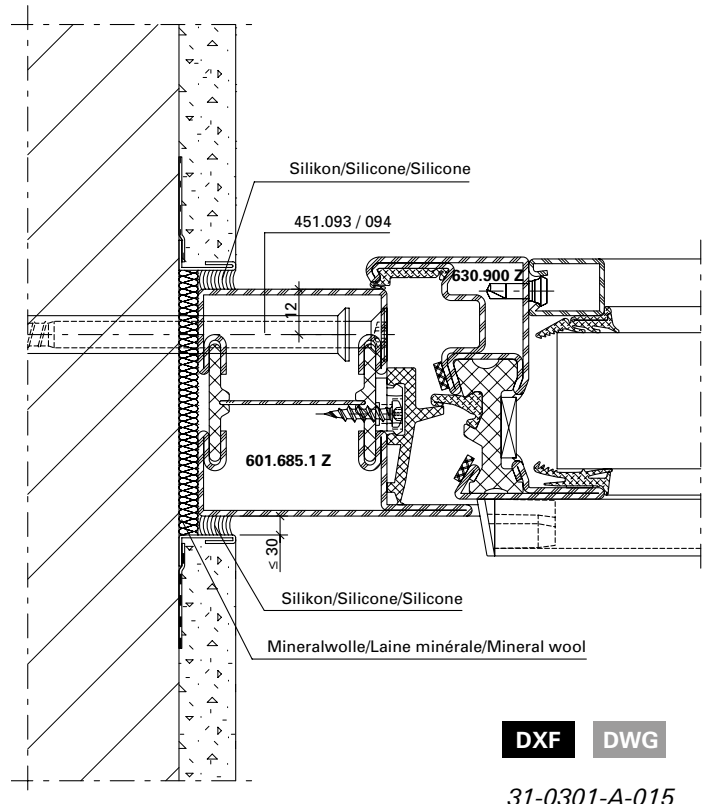 Silikon/Silicone/Silicone
451.093 / 094
630.900 Z
12
601.685.1 Z
≤ 30
Silikon/Silicone/Silicone
Mineralwolle/Laine minérale/Mineral wool
DXF DWG
31-0301-A-015